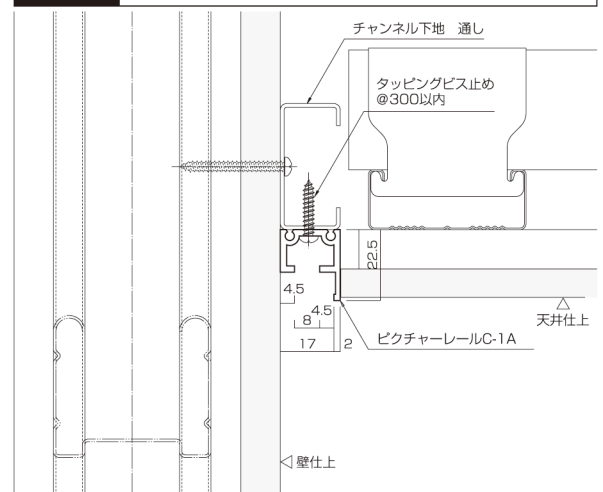 チャンネル下地　通し
タッピングビス止め
@300以内
22.5
4.5
4.5
8
17
2
天井仕上
ピクチャーレールC-1A
壁仕上